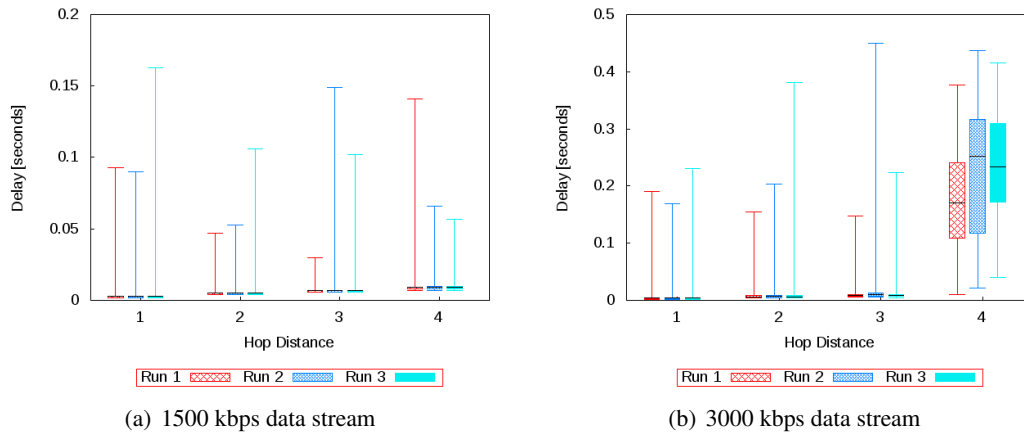 0.2
0.15
0.1
0.05
0
Delay [seconds]
1 2 3 4
Hop Distance
Run 1 Run 2 Run 3
(a) 1500 kbps data stream
0.5
0.4
0.3
0.2
0.1
0
Delay [seconds]
1 2 3 4
Hop Distance
Run 1 Run 2 Run 3
(b) 3000 kbps data stream